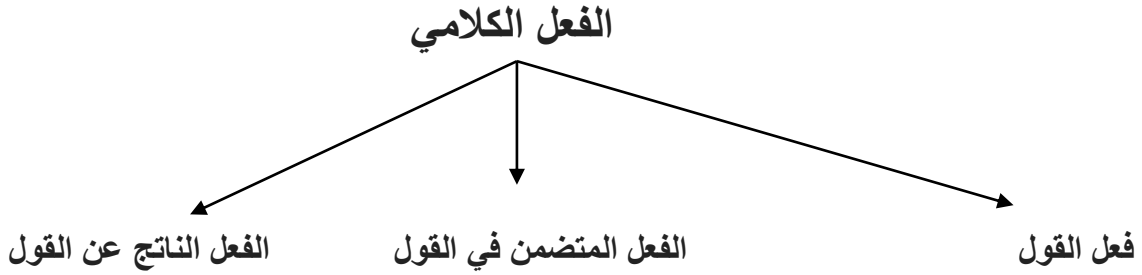 الفعل الكلامي
فعل القول
الفعل المتضمن في القول
الفعل الناتج عن القول